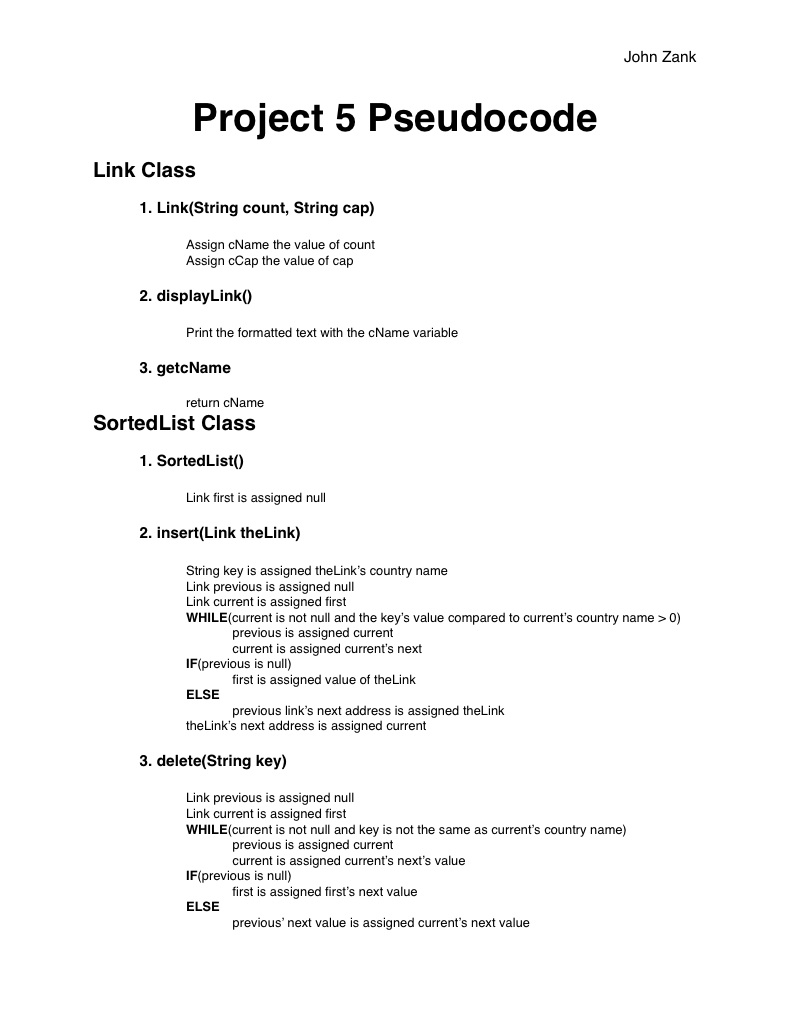 John Zank
Project 5 Pseudocode
Link Class
1. Link(String count, String cap)
Assign cName the value of count
Assign cCap the value of cap
2. displayLink()
Print the formatted text with the cName variable
3. getcName
return cName
SortedList Class
1. SortedList()
Link first is assigned null
2. insert(Link theLink)
String key is assigned theLink’s country name
Link previous is assigned null
Link current is assigned first
WHILE(current is not null and the key’s value compared to current’s country name > 0)
previous is assigned current
current is assigned current’s next
IF(previous is null)
first is assigned value of theLink
ELSE
previous link’s next address is assigned theLink
theLink’s next address is assigned current
3. delete(String key)
Link previous is assigned null
Link current is assigned first
WHILE(current is not null and key is not the same as current’s country name)
previous is assigned current
current is assigned current’s next’s value
IF(previous is null)
first is assigned first’s next value
ELSE
previous’ next value is assigned current’s next value